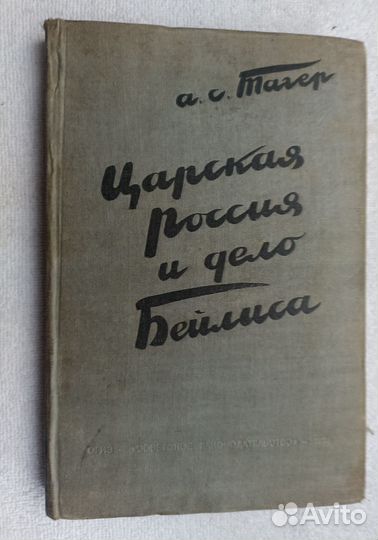 а. с. Тагер
Царская
Россия
и дело
Бейлиса
Avito